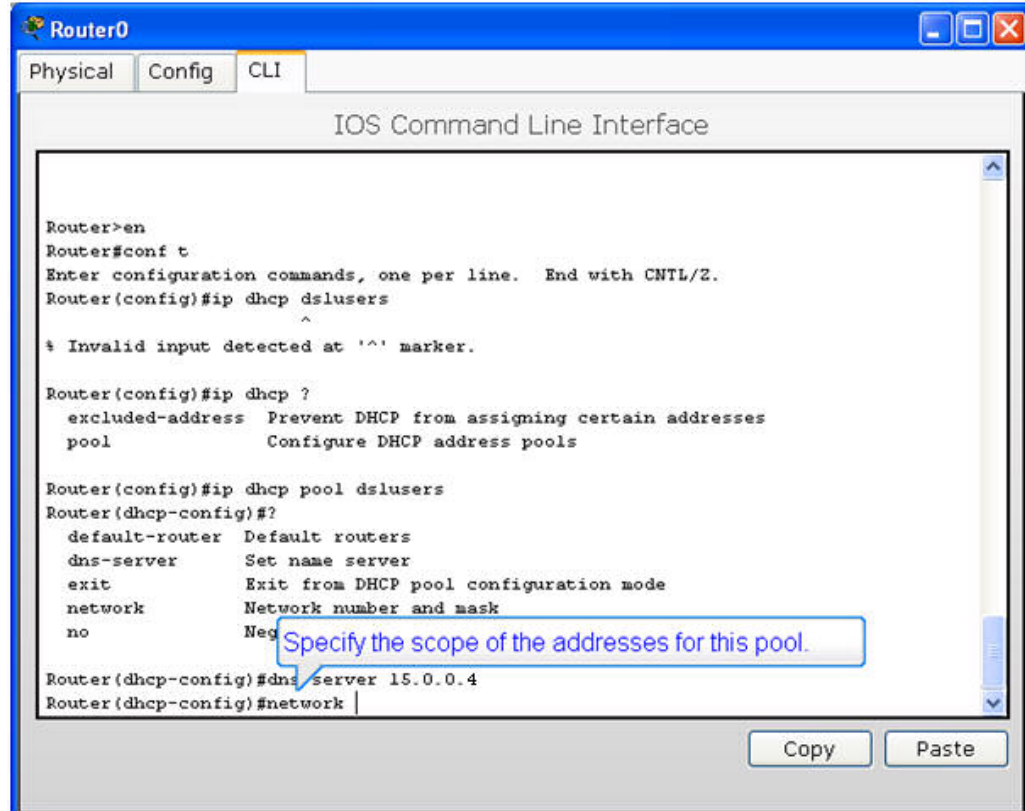 Router0
Physical Config CLI
IOS Command Line Interface
Router>en
Router#conf t
Enter configuration commands, one per line.  End with CNTL/Z.
Router(config)#ip dhcp dslusers
^
% Invalid input detected at '^' marker.
Router(config)#ip dhcp ?
excluded-address  Prevent DHCP from assigning certain addresses
pool              Configure DHCP address pools
Router(config)#ip dhcp pool dslusers
Router(dhcp-config)#?
default-router  Default routers
dns-server      Set name server
exit            Exit from DHCP pool configuration mode
network         Network number and mask
no              Neg
Specify the scope of the addresses for this pool.
Router(dhcp-config)#dns server 15.0.0.4
Router(dhcp-config)#network
Copy Paste